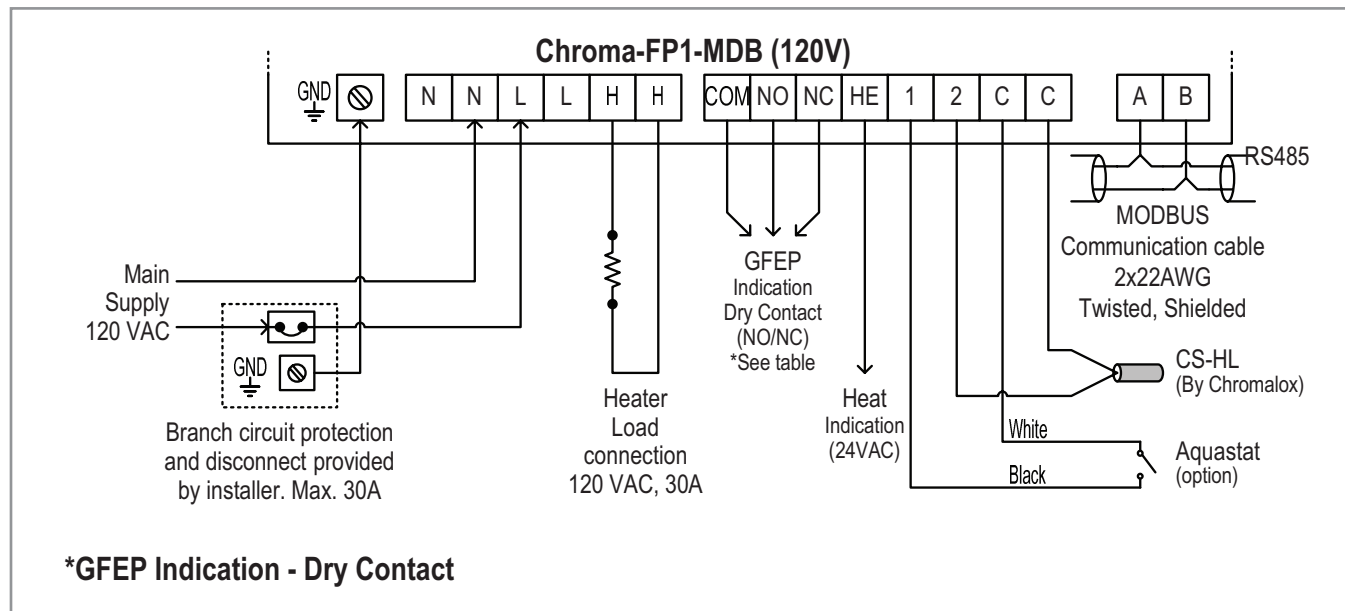 Chroma-FP1-MDB (120V)
GND
N N L L H H
COM NO NC HE 1 2 C C
A B
RS485
MODBUS
Communication cable
2x22AWG
Twisted, Shielded
Main
Supply
120 VAC
GND
Branch circuit protection
and disconnect provided
by installer. Max. 30A
Heater
Load
connection
120 VAC, 30A
GFEP
Indication
Dry Contact
(NO/NC)
*See table
Heat
Indication
(24VAC)
CS-HL
(By Chromalox)
White
Black
Aquastat
(option)
*GFEP Indication - Dry Contact